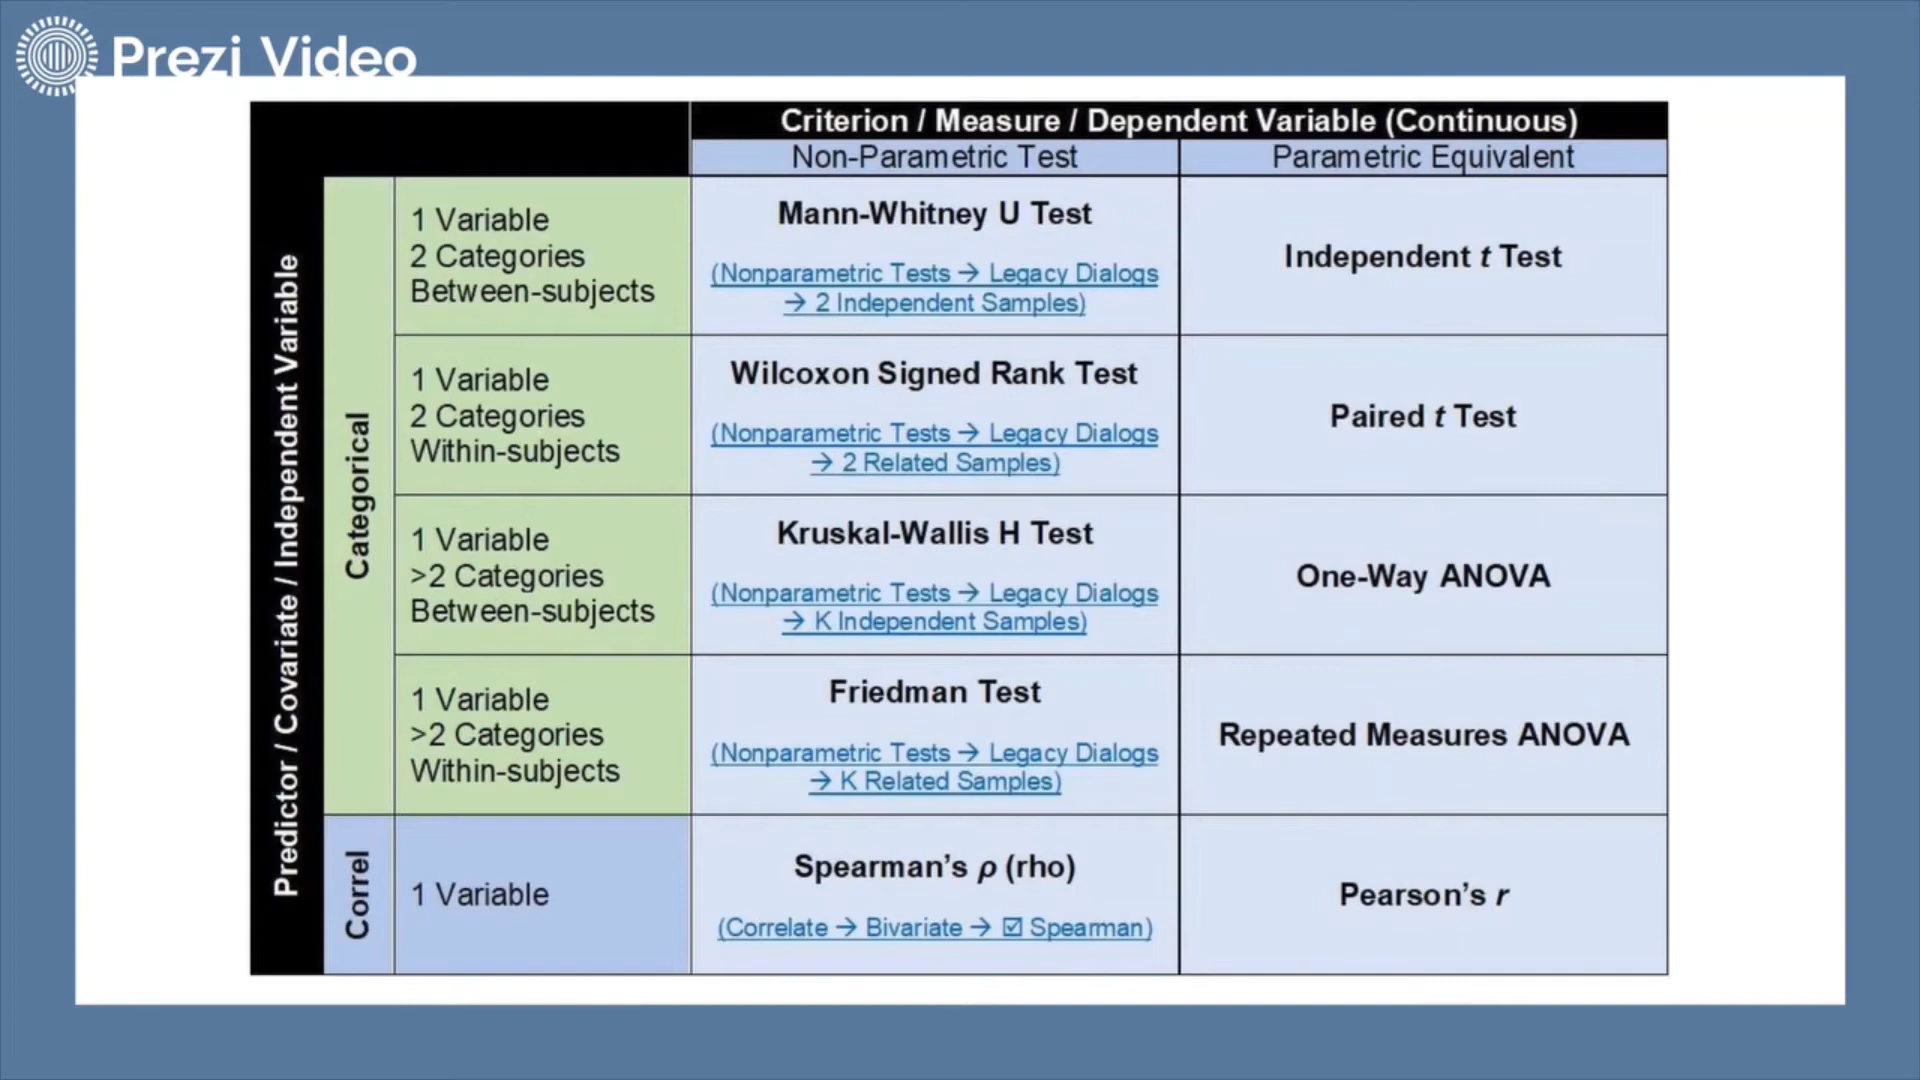 Prezi Video
Criterion / Measure / Dependent Variable (Continuous)
Non-Parametric Test
Parametric Equivalent
Predictor / Covariate / Independent Variable
Categorical
1 Variable
2 Categories
Between-subjects
Mann-Whitney U Test
(Nonparametric Tests → Legacy Dialogs
→ 2 Independent Samples)
Independent t Test
1 Variable
2 Categories
Within-subjects
Wilcoxon Signed Rank Test
(Nonparametric Tests → Legacy Dialogs
→ 2 Related Samples)
Paired t Test
1 Variable
>2 Categories
Between-subjects
Kruskal-Wallis H Test
(Nonparametric Tests → Legacy Dialogs
→ K Independent Samples)
One-Way ANOVA
1 Variable
>2 Categories
Within-subjects
Friedman Test
(Nonparametric Tests → Legacy Dialogs
→ K Related Samples)
Repeated Measures ANOVA
Correl
1 Variable
Spearman’s ρ (rho)
(Correlate → Bivariate → ☑ Spearman)
Pearson’s r